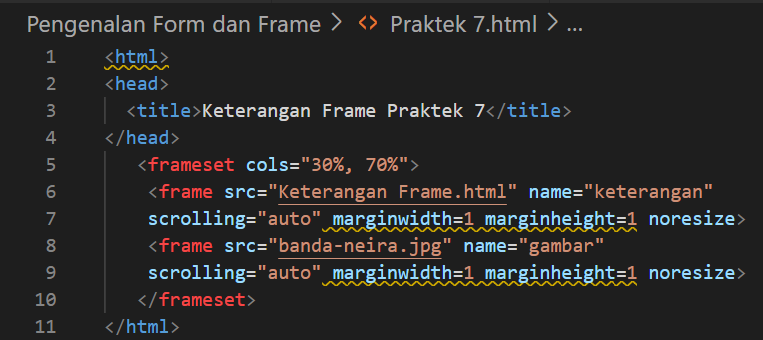 Pengenalan Form dan Frame > <> Praktek 7.html > ...
1 <html>
2 <head>
3 <title>Keterangan Frame Praktek 7</title>
4 </head>
5 <frameset cols="30%, 70%">
6 <frame src="Keterangan Frame.html" name="keterangan"
7 scrolling="auto" marginwidth=1 marginheight=1 noresize>
8 <frame src="banda-neira.jpg" name="gambar"
9 scrolling="auto" marginwidth=1 marginheight=1 noresize>
10 </frameset>
11 </html>